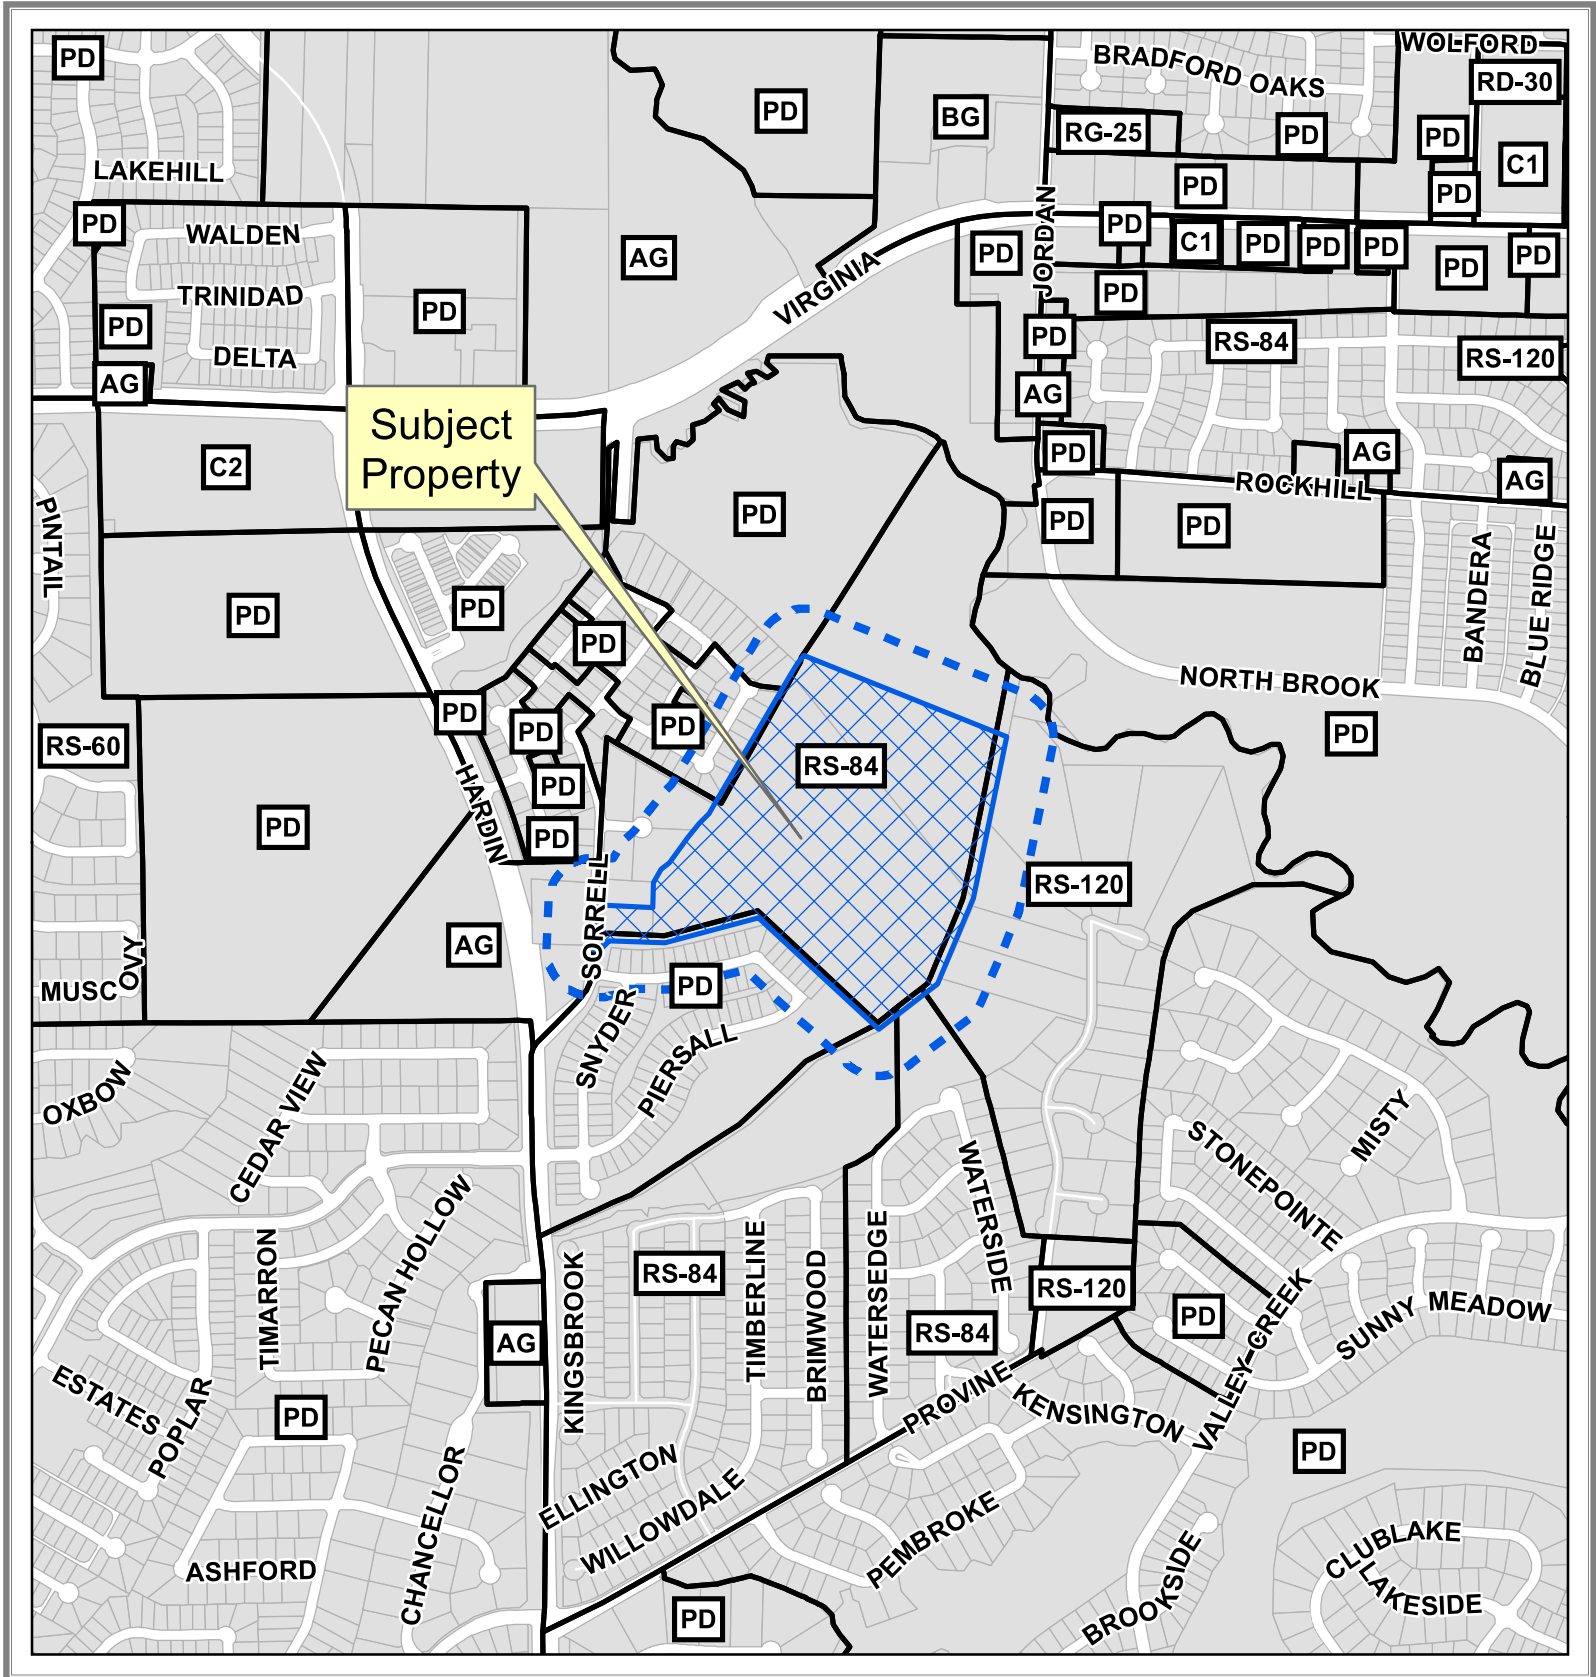 WOLFORD
PD
BRADFORD OAKS
RD-30
PD
BG
RG-25
PD
PD
C1
LAKEHILL
PD
PD
JORDAN
PD
WALDEN
PD
C1
PD
PD
PD
PD
PD
AG
PD
PD
VIRGINIA
TRINIDAD
PD
PD
PD
PD
RS-84
DELTA
RS-120
AG
AG
Subject
Property
C2
PD
AG
AG
ROCKHILL
PINTAIL
PD
PD
PD
BANDERA
BLUE RIDGE
PD
PD
PD
NORTH BROOK
PD
PD
PD
PD
RS-60
RS-84
PD
HARDIN
PD
PD
SORRELL
RS-120
AG
MUSCOVY
PD
SNYDER
PIERSALL
OXBOW
CEDAR VIEW
MISTY
STONEPOINTE
WATERSIDE
PECAN HOLLOW
TIMARRON
KINGSBROOK
RS-84
TIMBERLINE
BRIMWOOD
WATERSEDGE
RS-120
PD
VALLEY CREEK
SUNNY MEADOW
AG
RS-84
PROVINE
KENSINGTON
ESTATES
POPLAR
PD
PD
CHANCELLOR
ELLINGTON
WILLOWDALE
PEMBROKE
BROOKSIDE
CLUBLAKE
LAKESIDE
ASHFORD
PD